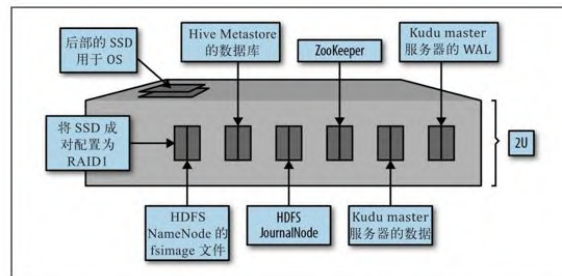 后部的 SSD
用于 OS
Hive Metastore
的数据库
ZooKeeper
Kudu master
服务器的 WAL
将 SSD 成
对配置为
RAID1
2U
HDFS
NameNode 的
fsimage 文件
HDFS
JournalNode
Kudu master
服务器的数据